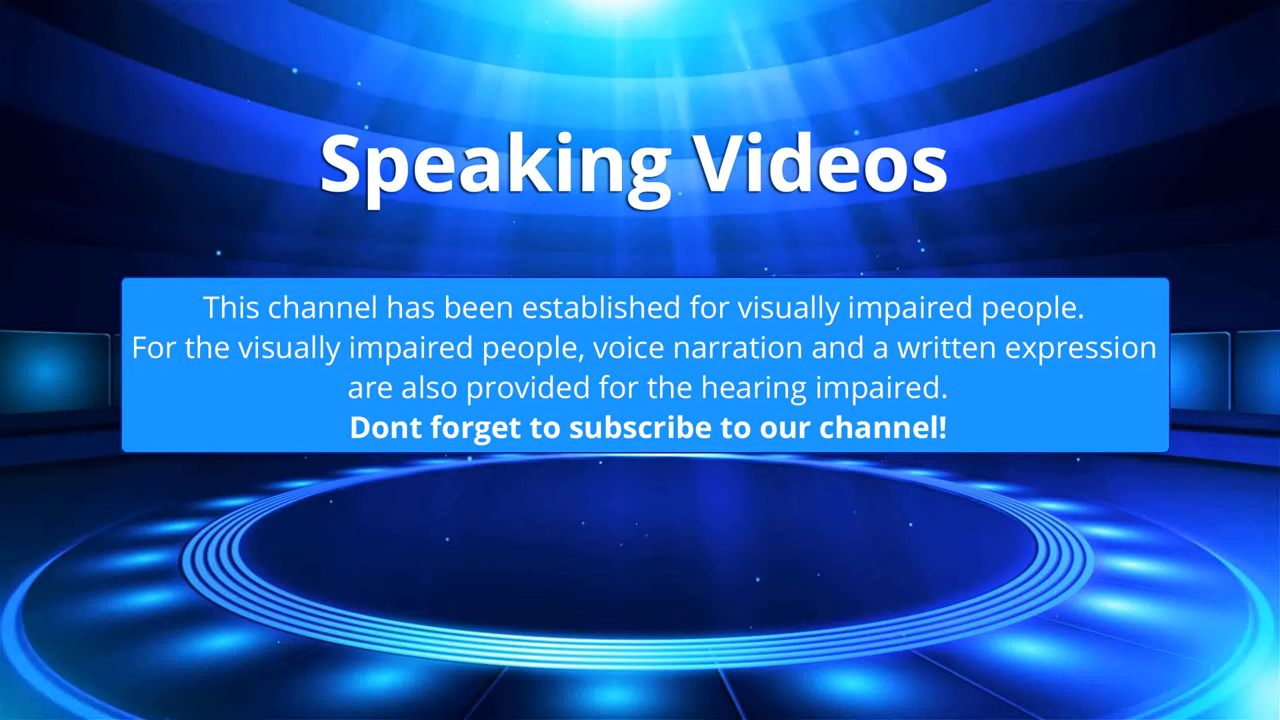 Speaking Videos
This channel has been established for visually impaired people.
For the visually impaired people, voice narration and a written expression
are also provided for the hearing impaired.
Dont forget to subscribe to our channel!